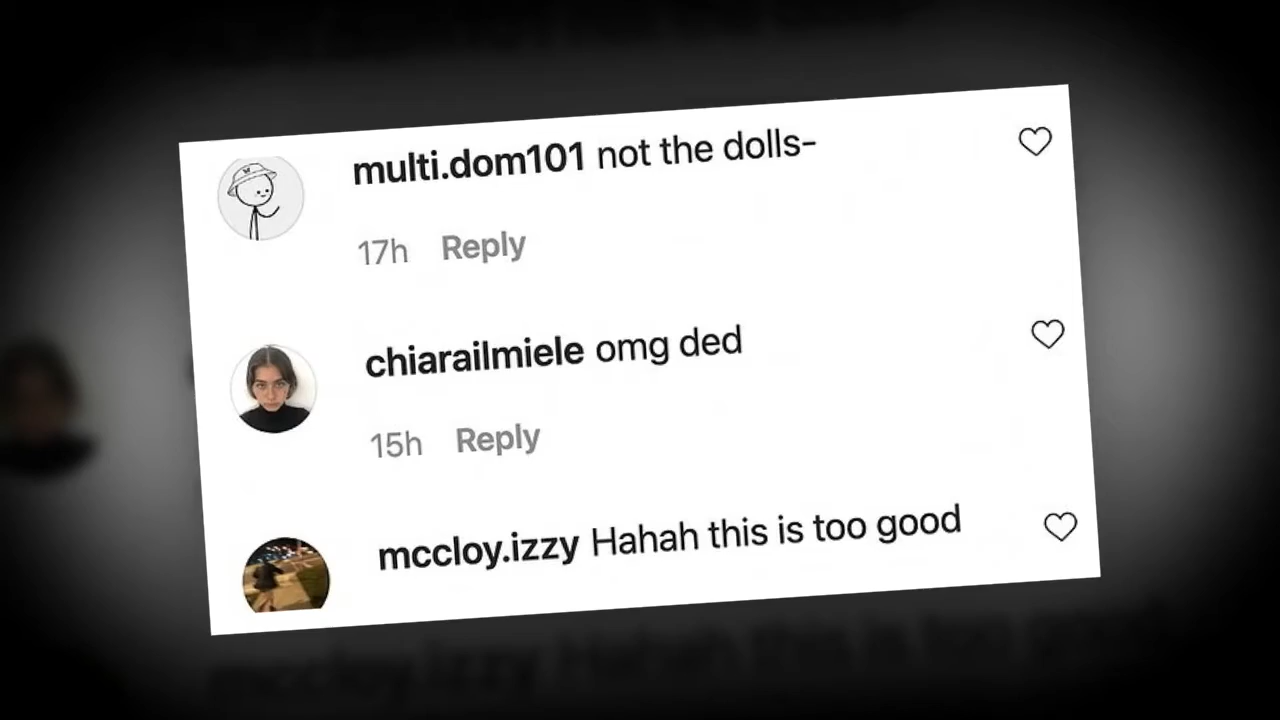 multi.dom101 not the dolls-
17h Reply
chiarailmiele omg ded
15h Reply
mccloy.izzy Hahah this is too good